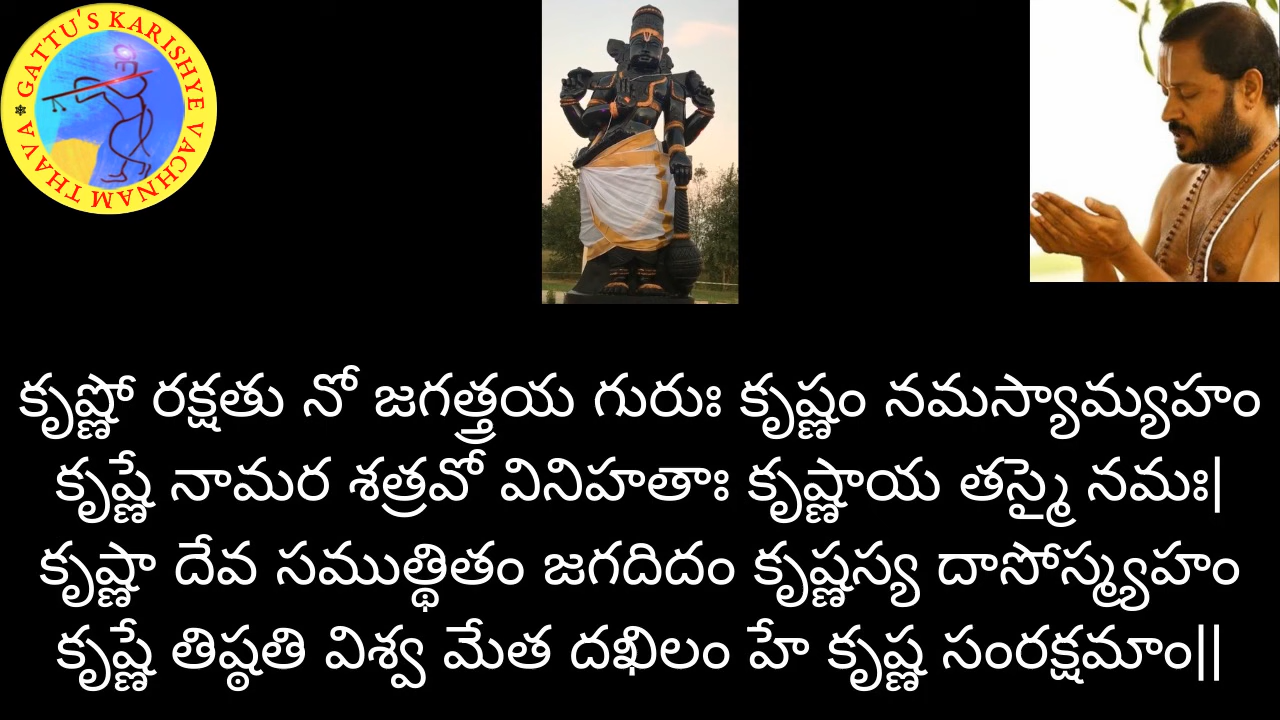 GATTU'S KARISHYE VACHNAM THAVA
కృష్ణో రక్షతు నో జగత్త్రయ గురుః కృష్ణం నమస్యామ్యహం
కృష్ణే నామర శత్రవో వినిహతాః కృష్ణాయ తస్మై నమః|
కృష్ణా దేవ సముత్థితం జగదిదం కృష్ణస్య దాసోస్మ్యహం
కృష్ణే తిష్ఠతి విశ్వ మేత దఖిలం హే కృష్ణ సంరక్షమాం||